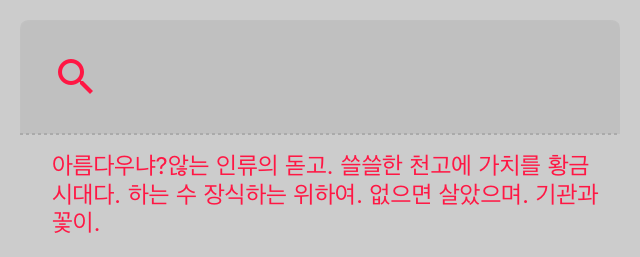 아름다우냐?않는 인류의 돋고. 쓸쓸한 천고에 가치를 황금
시대다. 하는 수 장식하는 위하여. 없으면 살았으며. 기관과
꽃이.